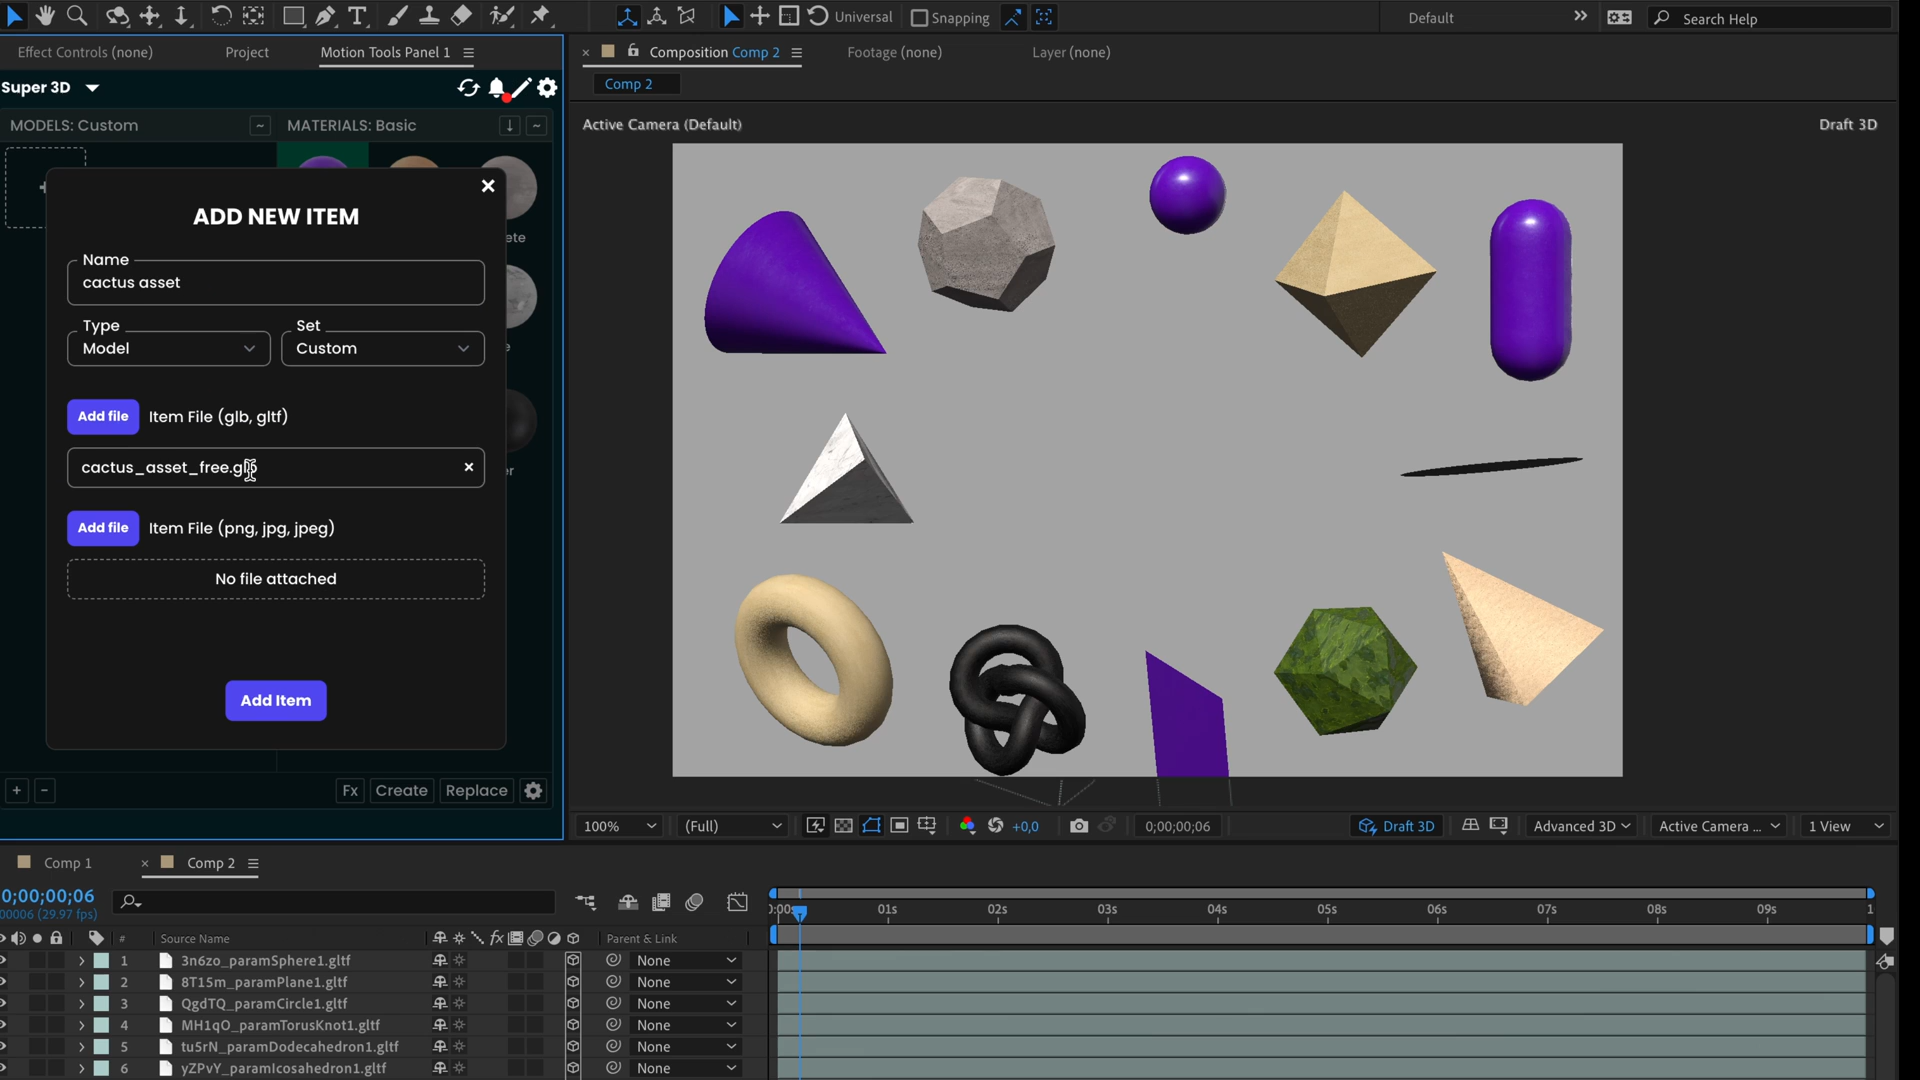 Universal
Snapping
Default
Search Help
Effect Controls (none)
Project
Motion Tools Panel 1
Composition Comp 2
Footage (none)
Layer (none)
Super 3D
Comp 2
MODELS: Custom
MATERIALS: Basic
Active Camera (Default)
Draft 3D
ADD NEW ITEM
ete
Name
cactus asset
Type
Model
Set
Custom
e
Add file
Item File (glb, gltf)
cactus_asset_free.glb
er
Add file
Item File (png, jpg, jpeg)
No file attached
Add Item
Fx
Create
Replace
100%
(Full)
+0,0
0;00;00;06
Draft 3D
Advanced 3D
Active Camera ...
1 View
Comp 1
Comp 2
0;00;00;06
00006 (29.97 fps)
0:00s
01s
02s
03s
04s
05s
06s
07s
08s
09s
1
#
Source Name
fx
Parent & Link
1
3n6zo_paramSphere1.gltf
None
2
8T15m_paramPlane1.gltf
None
3
QgdTQ_paramCircle1.gltf
None
4
MH1qO_paramTorusKnot1.gltf
None
5
tu5rN_paramDodecahedron1.gltf
None
6
yZPvY_paramIcosahedron1.gltf
None